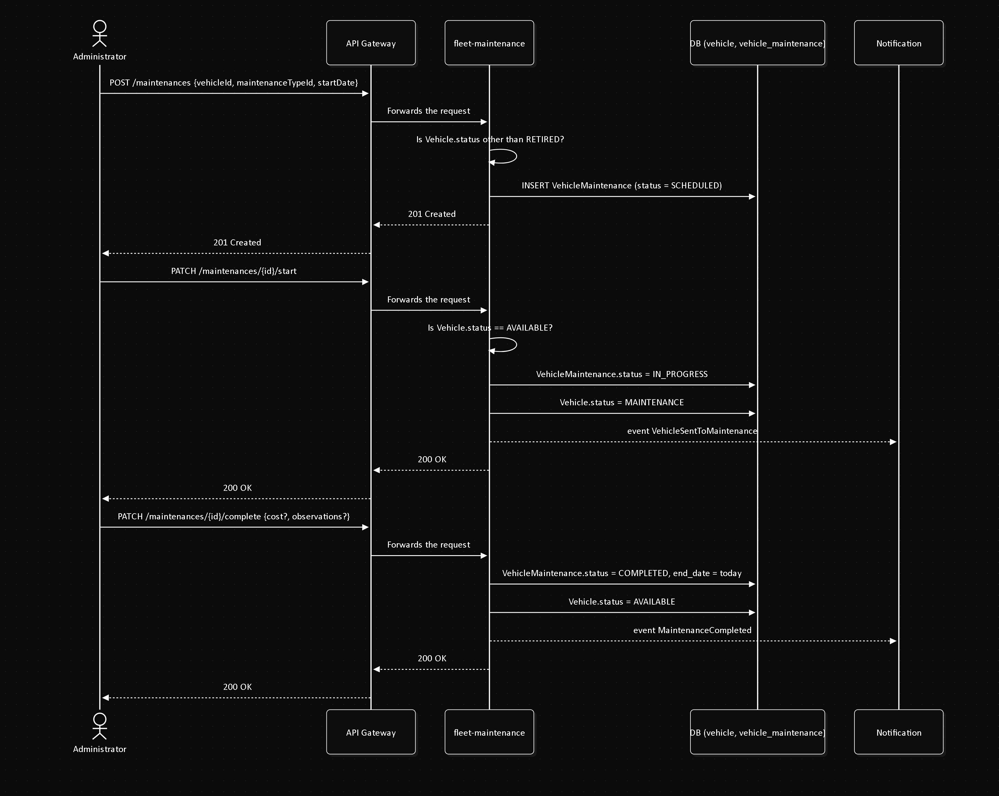 Administrator
API Gateway
fleet-maintenance
DB (vehicle, vehicle_maintenance)
Notification
POST /maintenances {vehicleId, maintenanceTypeId, startDate}
Forwards the request
Is Vehicle.status other than RETIRED?
INSERT VehicleMaintenance (status = SCHEDULED)
201 Created
201 Created
PATCH /maintenances/{id}/start
Forwards the request
Is Vehicle.status == AVAILABLE?
VehicleMaintenance.status = IN_PROGRESS
Vehicle.status = MAINTENANCE
event VehicleSentToMaintenance
200 OK
200 OK
PATCH /maintenances/{id}/complete {cost?, observations?}
Forwards the request
VehicleMaintenance.status = COMPLETED, end_date = today
Vehicle.status = AVAILABLE
event MaintenanceCompleted
200 OK
200 OK
Administrator
API Gateway
fleet-maintenance
DB (vehicle, vehicle_maintenance)
Notification